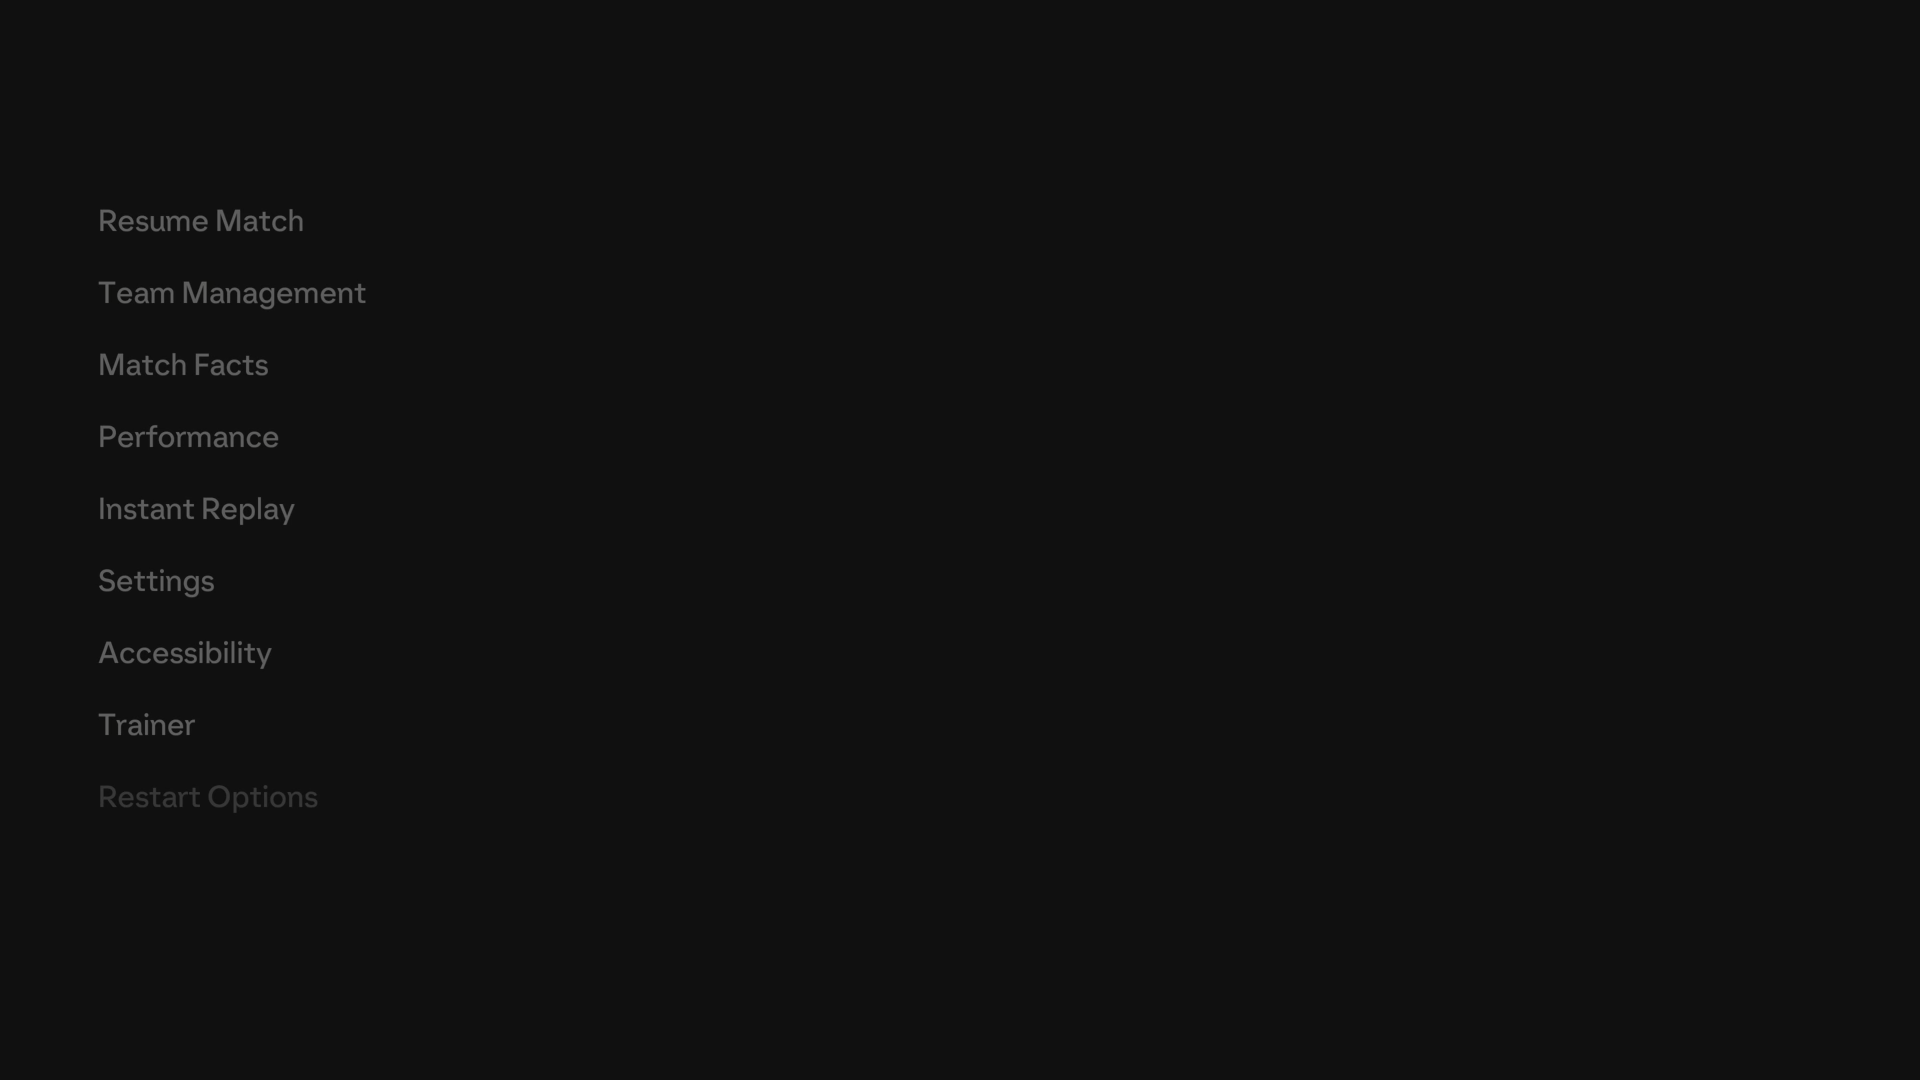 Resume Match
Team Management
Match Facts
Performance
Instant Replay
Settings
Accessibility
Trainer
Restart Options